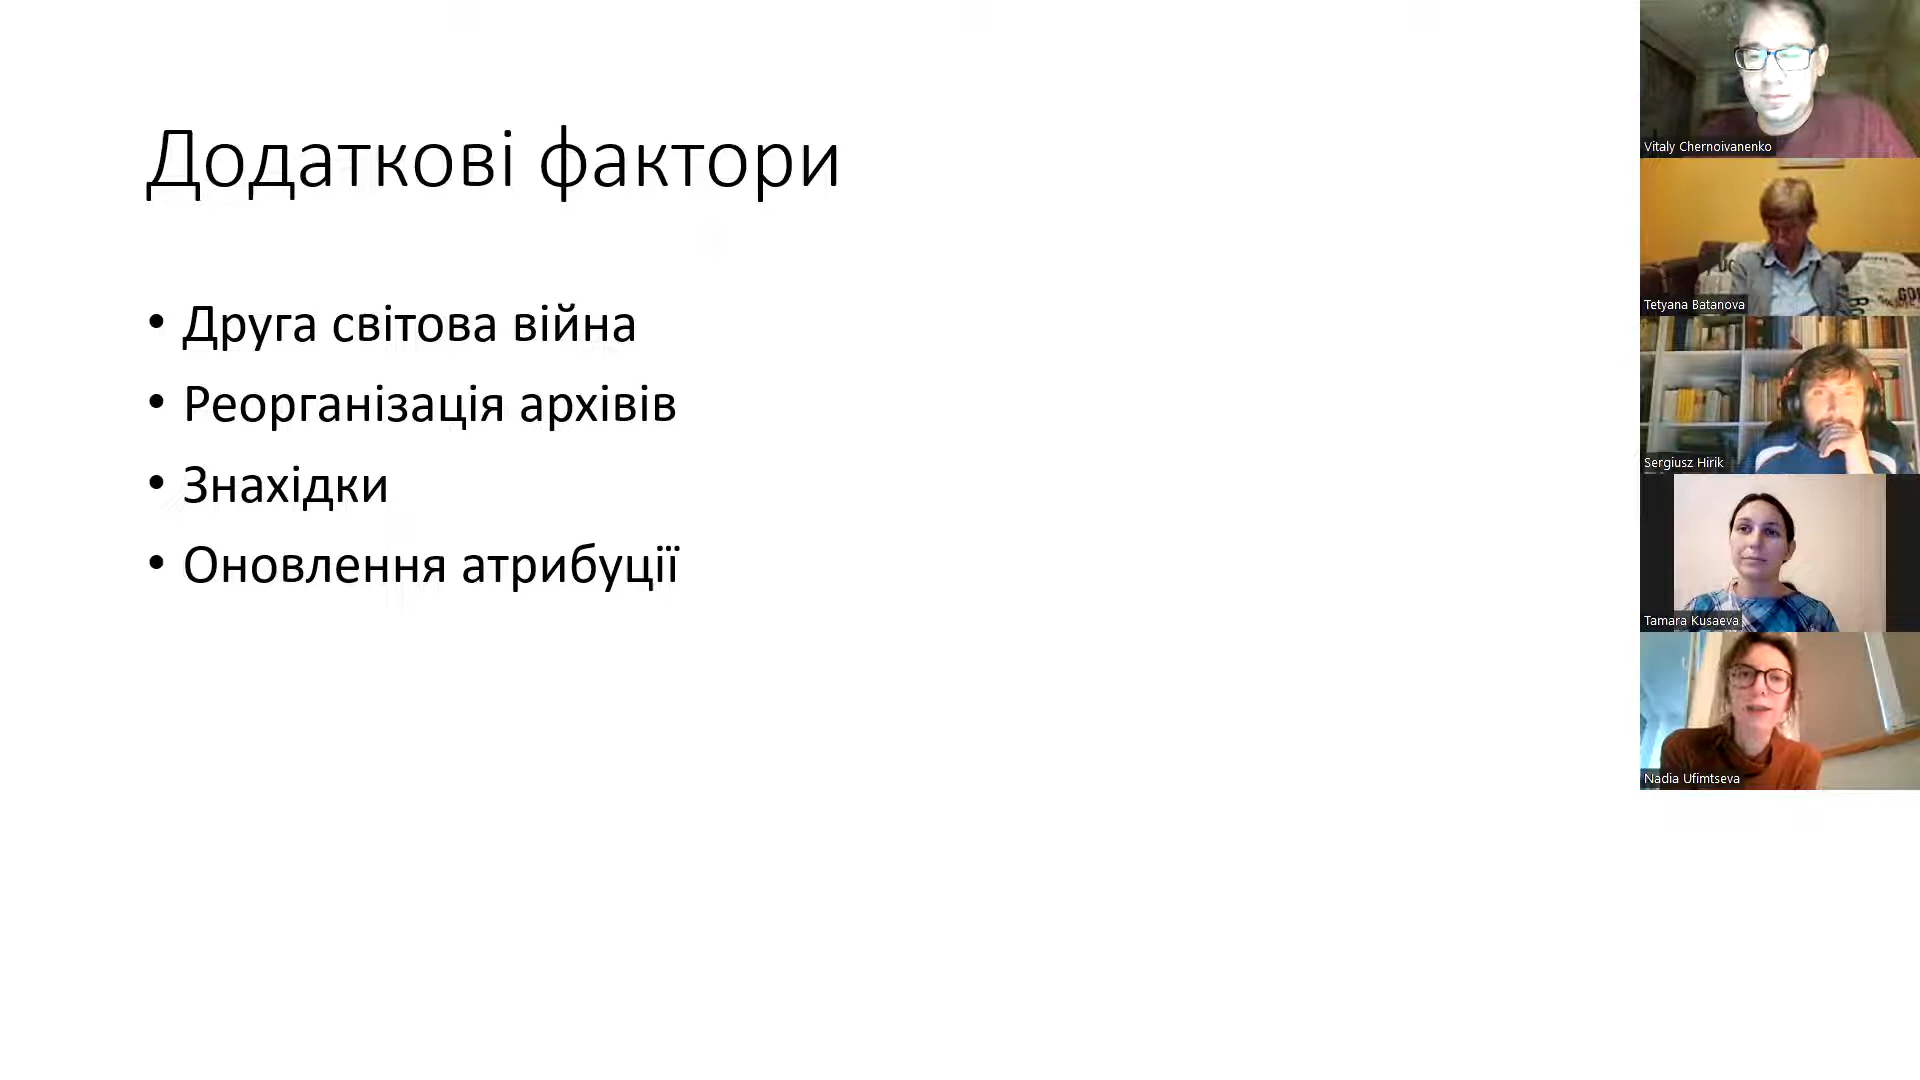 Додаткові фактори
• Друга світова війна
• Реорганізація архівів
• Знахідки
• Оновлення атрибуції
Vitaly Chernoivanenko
Tetyana Batanova
Sergiusz Hirik
Tamara Kusaeva
Nadia Ufimtseva